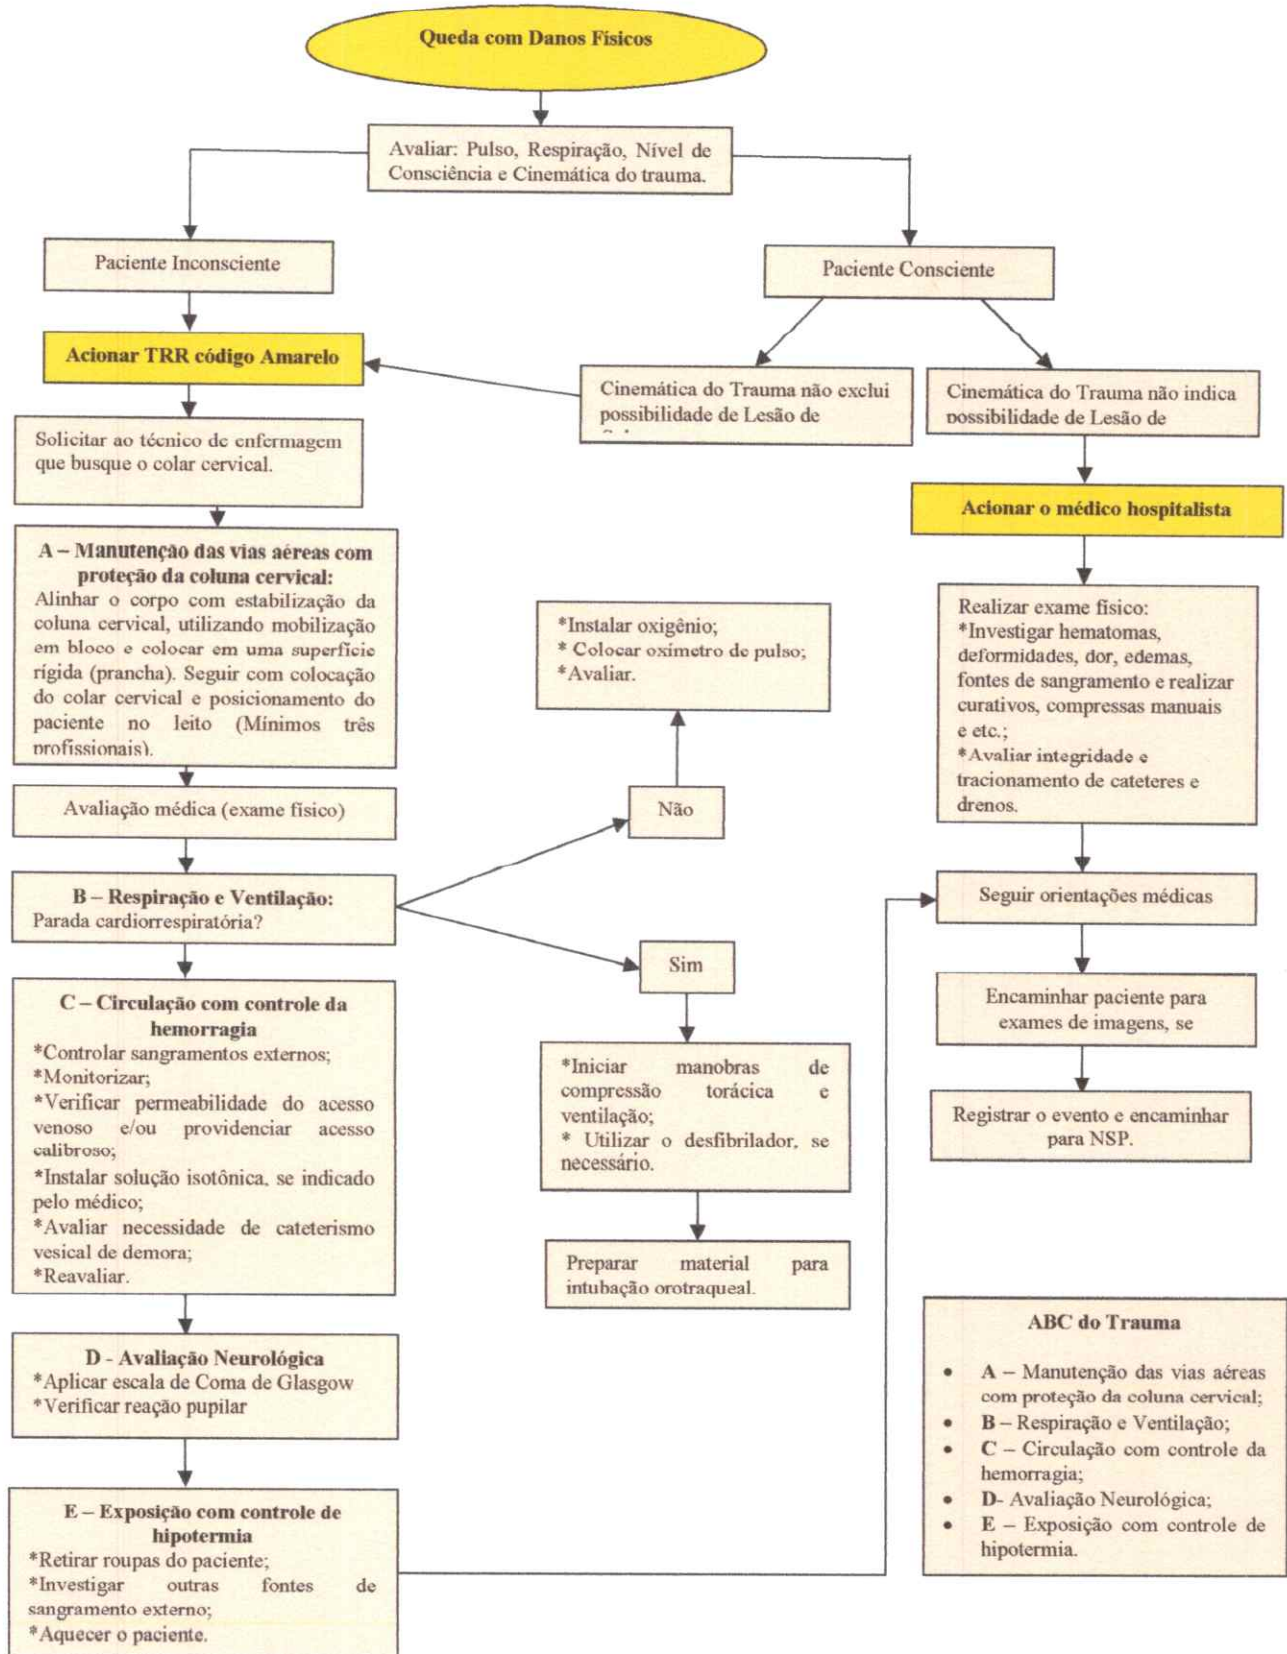 Queda com Danos Físicos
Avaliar: Pulso, Respiração, Nível de
Consciência e Cinemática do trauma.
Paciente Inconsciente
Paciente Consciente
Acionar TRR código Amarelo
Cinemática do Trauma não exclui
possibilidade de Lesão de
Cinemática do Trauma não indica
possibilidade de Lesão de
Solicitar ao técnico de enfermagem
que busque o colar cervical.
Acionar o médico hospitalista
A – Manutenção das vias aéreas com
proteção da coluna cervical:
Alinhar o corpo com estabilização da
coluna cervical, utilizando mobilização
em bloco e colocar em uma superfície
rígida (prancha). Seguir com colocação
do colar cervical e posicionamento do
paciente no leito (Mínimos três
profissionais).
*Instalar oxigênio;
* Colocar oxímetro de pulso;
*Avaliar.
Realizar exame físico:
*Investigar hematomas,
deformidades, dor, edemas,
fontes de sangramento e realizar
curativos, compressas manuais
e etc.;
*Avaliar integridade e
tracionamento de cateteres e
drenos.
Avaliação médica (exame físico)
Não
B – Respiração e Ventilação:
Parada cardiorrespiratória?
Seguir orientações médicas
Sim
C – Circulação com controle da
hemorragia
*Controlar sangramentos externos;
*Monitorizar;
*Verificar permeabilidade do acesso
venoso e/ou providenciar acesso
calibroso;
*Instalar solução isotônica, se indicado
pelo médico;
*Avaliar necessidade de cateterismo
vesical de demora;
*Reavaliar.
Encaminhar paciente para
exames de imagens, se
*Iniciar manobras de
compressão torácica e
ventilação;
* Utilizar o desfibrilador, se
necessário.
Registrar o evento e encaminhar
para NSP.
Preparar material para
intubação orotraqueal.
D - Avaliação Neurológica
*Aplicar escala de Coma de Glasgow
*Verificar reação pupilar
ABC do Trauma
• A – Manutenção das vias aéreas
com proteção da coluna cervical;
• B – Respiração e Ventilação;
• C – Circulação com controle da
hemorragia;
• D- Avaliação Neurológica;
• E – Exposição com controle de
hipotermia.
E – Exposição com controle de
hipotermia
*Retirar roupas do paciente;
*Investigar outras fontes de
sangramento externo;
*Aquecer o paciente.